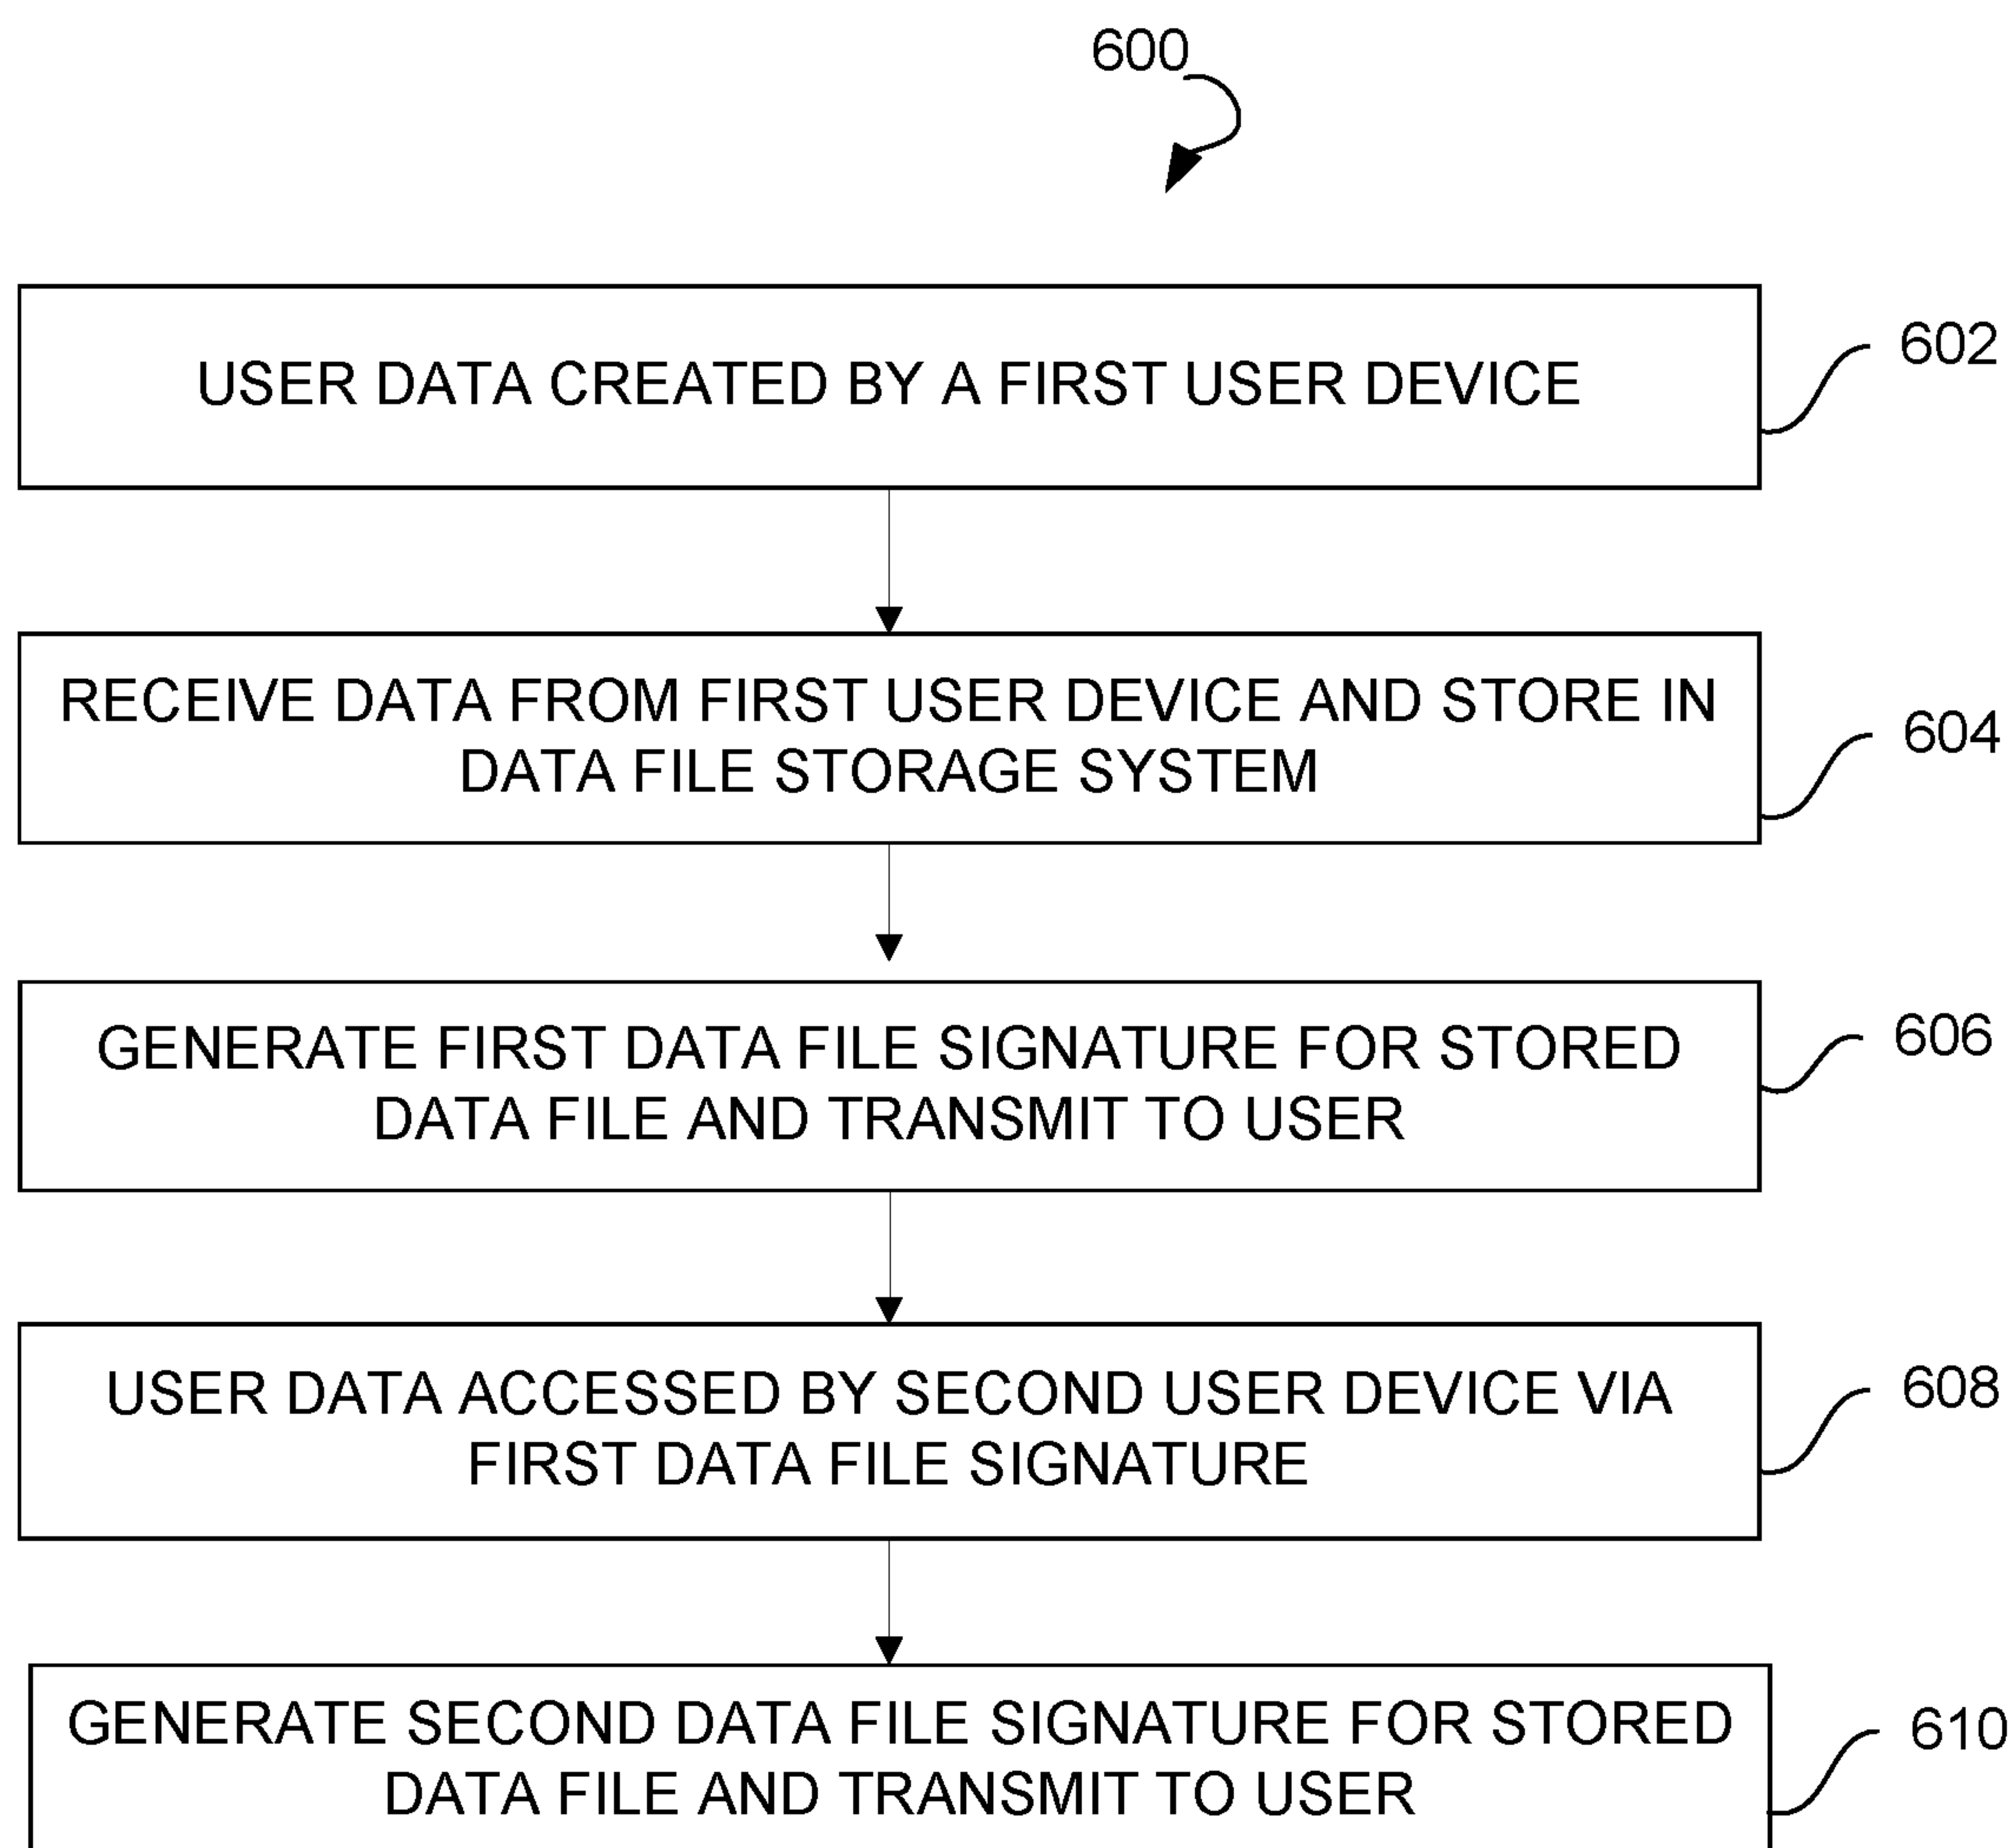 600
USER DATA CREATED BY A FIRST USER DEVICE
602
RECEIVE DATA FROM FIRST USER DEVICE AND STORE IN
DATA FILE STORAGE SYSTEM
604
GENERATE FIRST DATA FILE SIGNATURE FOR STORED
DATA FILE AND TRANSMIT TO USER
606
USER DATA ACCESSED BY SECOND USER DEVICE VIA
FIRST DATA FILE SIGNATURE
608
GENERATE SECOND DATA FILE SIGNATURE FOR STORED
DATA FILE AND TRANSMIT TO USER
610